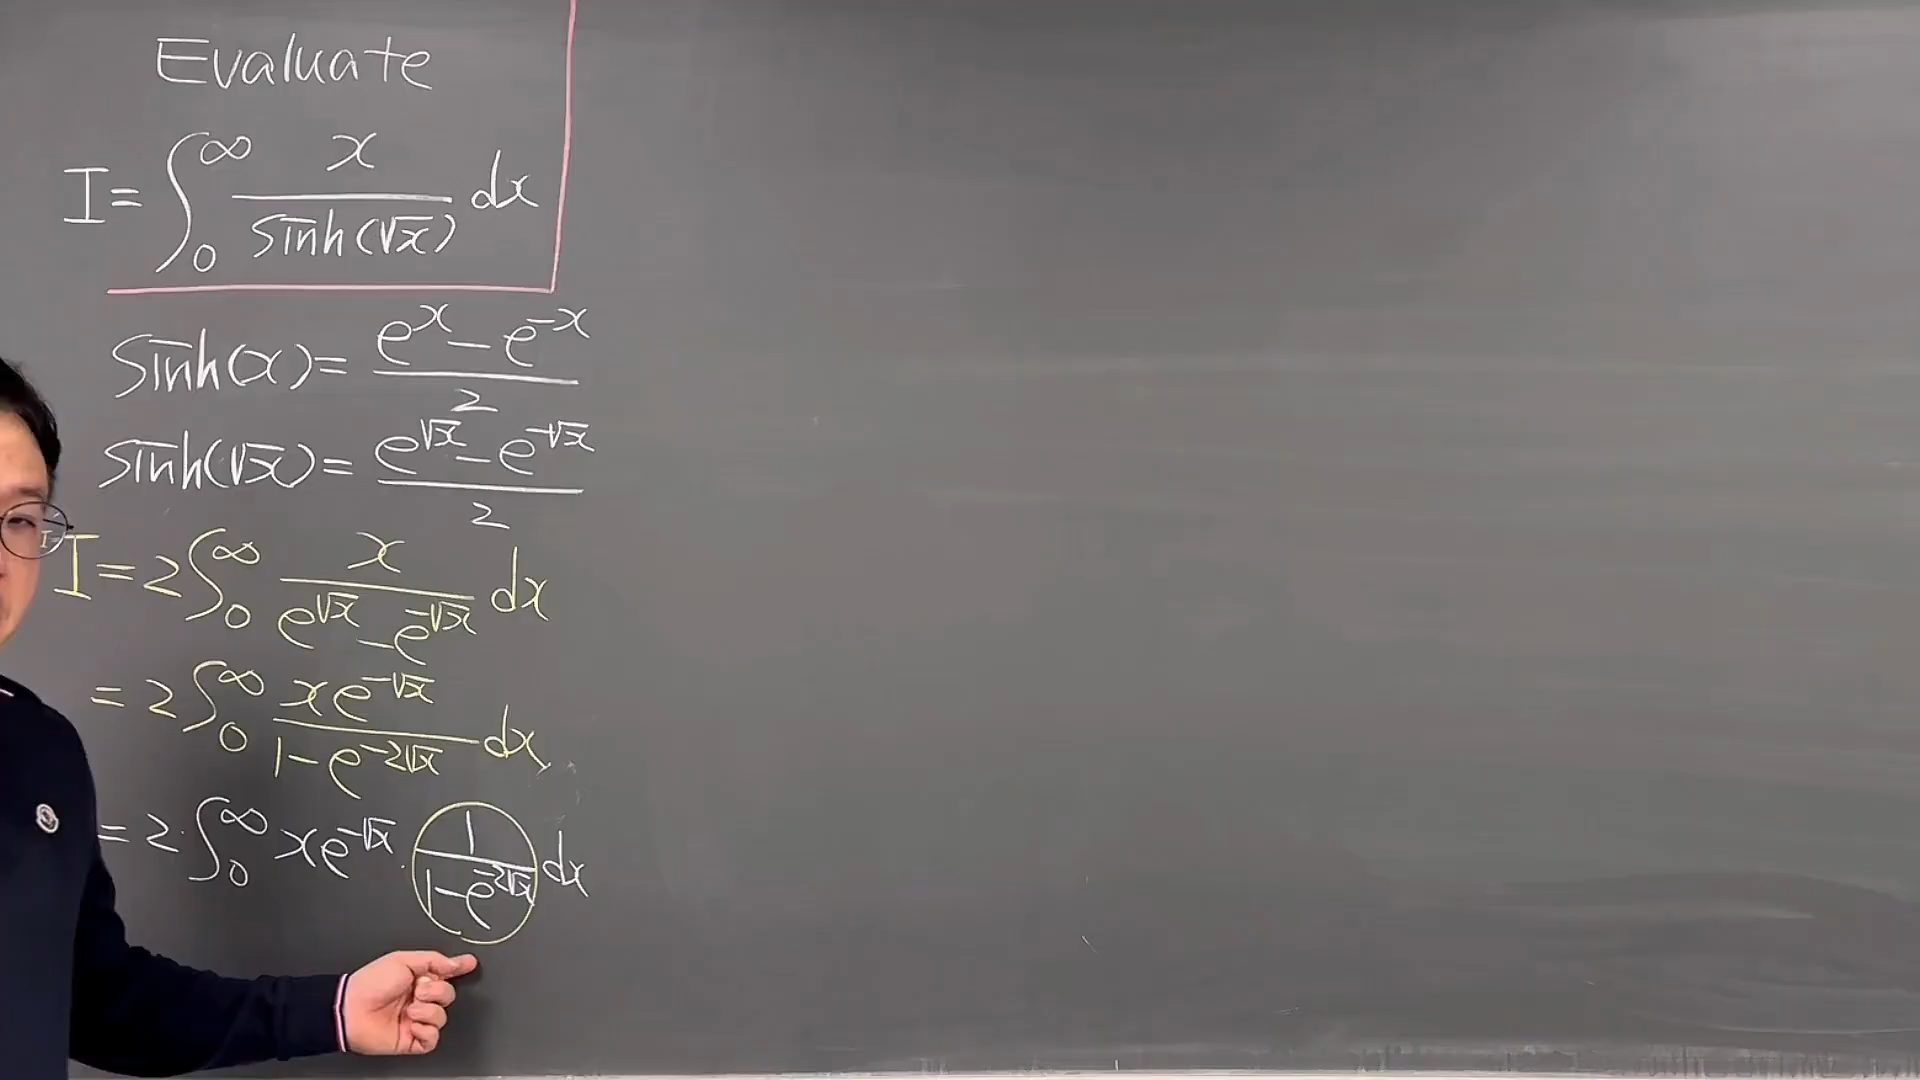 Evaluate
I = ∫₀^∞ x / sinh(√x) dx
sinh(x) = (e^x - e^-x) / 2
sinh(√x) = (e^√x - e^-√x) / 2
I = 2 ∫₀^∞ x / (e^√x - e^-√x) dx
= 2 ∫₀^∞ xe^-√x / (1 - e^-2√x) dx
= 2 · ∫₀^∞ xe^-√x · 1 / (1 - e^-2√x) dx